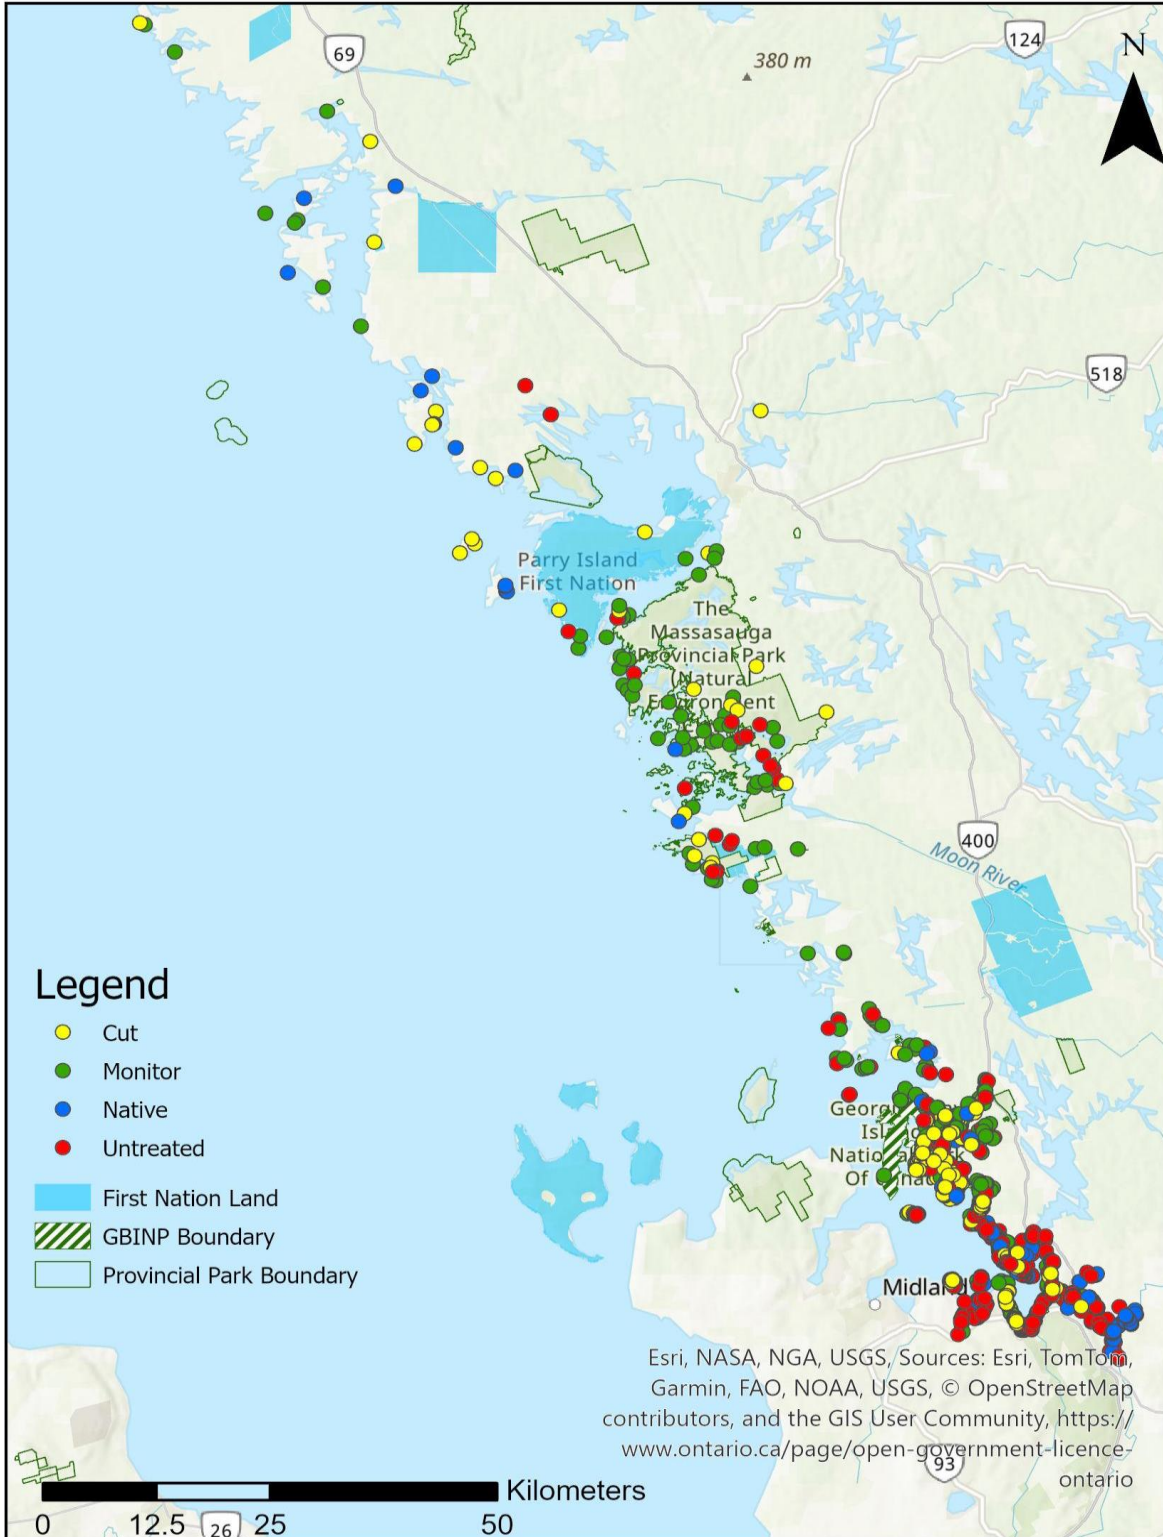 69
124
N
380 m
518
Parry Island
First Nation
The
Massasauga
Provincial Park
(Natural
Environment
400
Moon River
Legend
Cut
Monitor
Native
Untreated
First Nation Land
GBINP Boundary
Provincial Park Boundary
Midland
Esri, NASA, NGA, USGS, Sources: Esri, TomTom,
Garmin, FAO, NOAA, USGS, © OpenStreetMap
contributors, and the GIS User Community, https://
www.ontario.ca/page/open-government-licence-
ontario
93
Kilometers
0 12.5 26 25 50